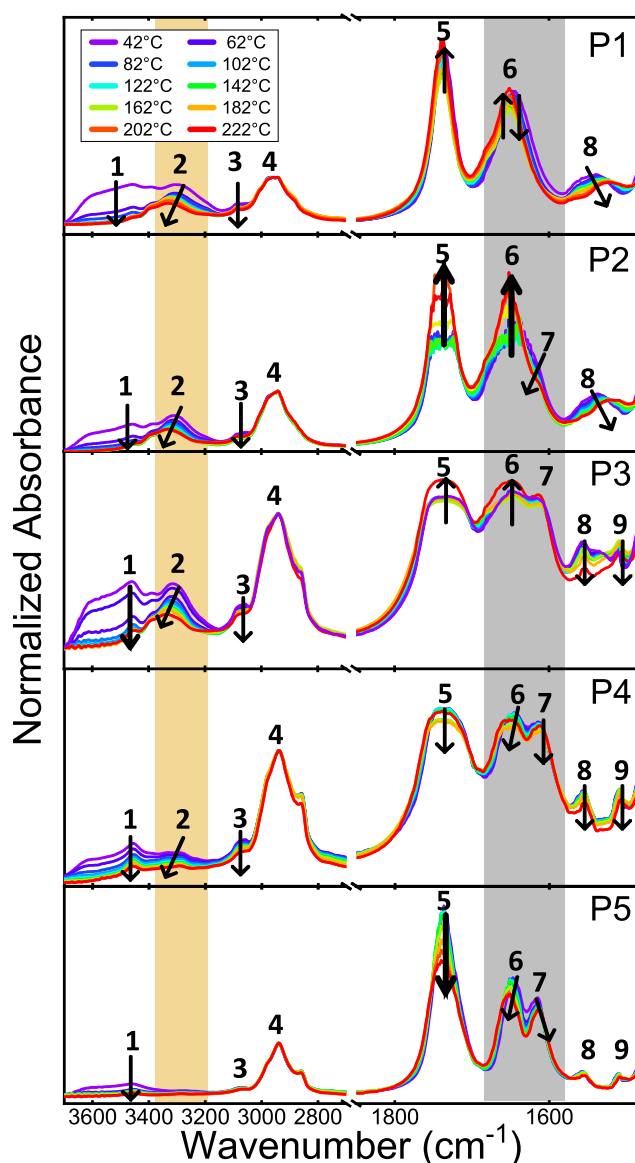 P1
42°C 62°C
82°C 102°C
122°C 142°C
162°C 182°C
202°C 222°C
1 2 3 4 5 6 8
P2
1 2 3 4 5 6 7 8
P3
1 2 3 4 5 6 7 8 9
P4
1 2 3 4 5 6 7 8 9
P5
1 3 4 5 6 7 8 9
Normalized Absorbance
3600 3400 3200 3000 2800 1800 1600
Wavenumber (cm⁻¹)